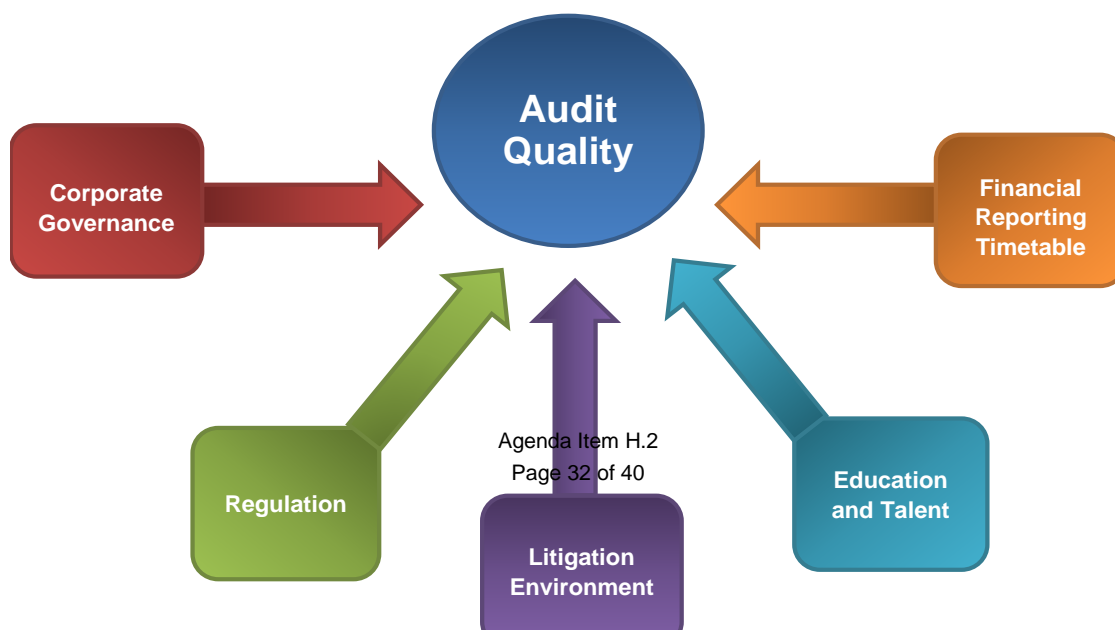 Audit
Quality
Corporate
Governance
Financial
Reporting
Timetable
Agenda Item H.2
Page 32 of 40
Regulation
Education
and Talent
Litigation
Environment